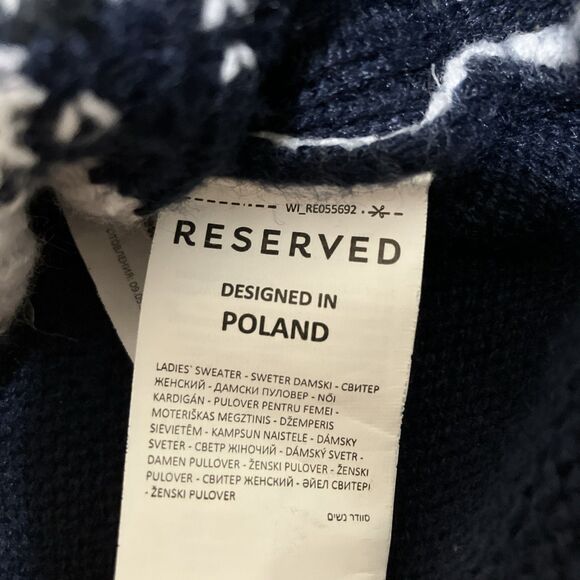 WI_RE055692
RESERVED
DESIGNED IN
POLAND
LADIES' SWEATER - SWETER DAMSKI - СВИТЕР
ЖЕНСКИЙ - ДАМСКИ ПУЛОВЕР - NŐI
KARDIGÁN - PULOVER PENTRU FEMEI -
MOTERIŠKAS MEGZTINIS - DŽEMPERIS
SIEVIETĒM - KAMPSUN NAISTELE - DÁMSKY
SVETER - СВЕТР ЖІНОЧИЙ - DÁMSKÝ SVETR -
DAMEN PULLOVER - ŽENSKI PULOVER - ŽENSKI
PULOVER - СВИТЕР ЖЕНСКИЙ - ӘЙЕЛ СВИТЕРІ
- ŽENSKI PULOVER
סוודר נשים